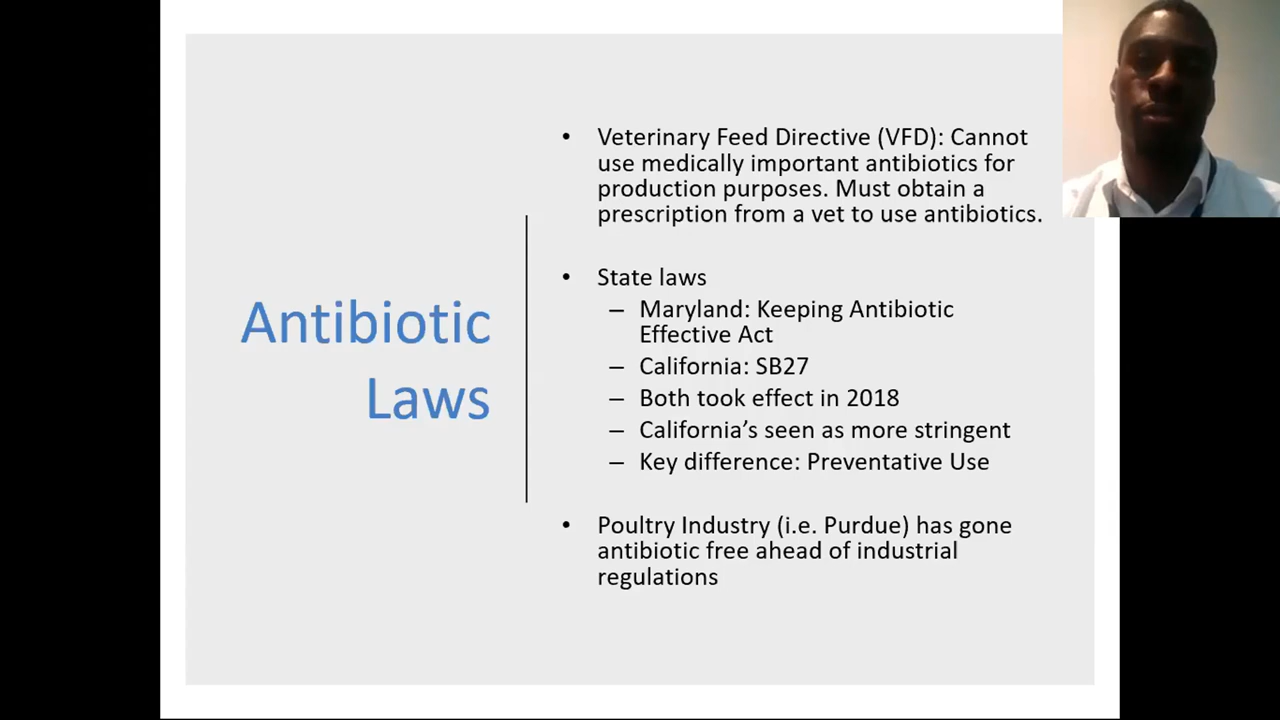 Antibiotic
Laws
• Veterinary Feed Directive (VFD): Cannot
use medically important antibiotics for
production purposes. Must obtain a
prescription from a vet to use antibiotics.
• State laws
– Maryland: Keeping Antibiotic
Effective Act
– California: SB27
– Both took effect in 2018
– California’s seen as more stringent
– Key difference: Preventative Use
• Poultry Industry (i.e. Purdue) has gone
antibiotic free ahead of industrial
regulations